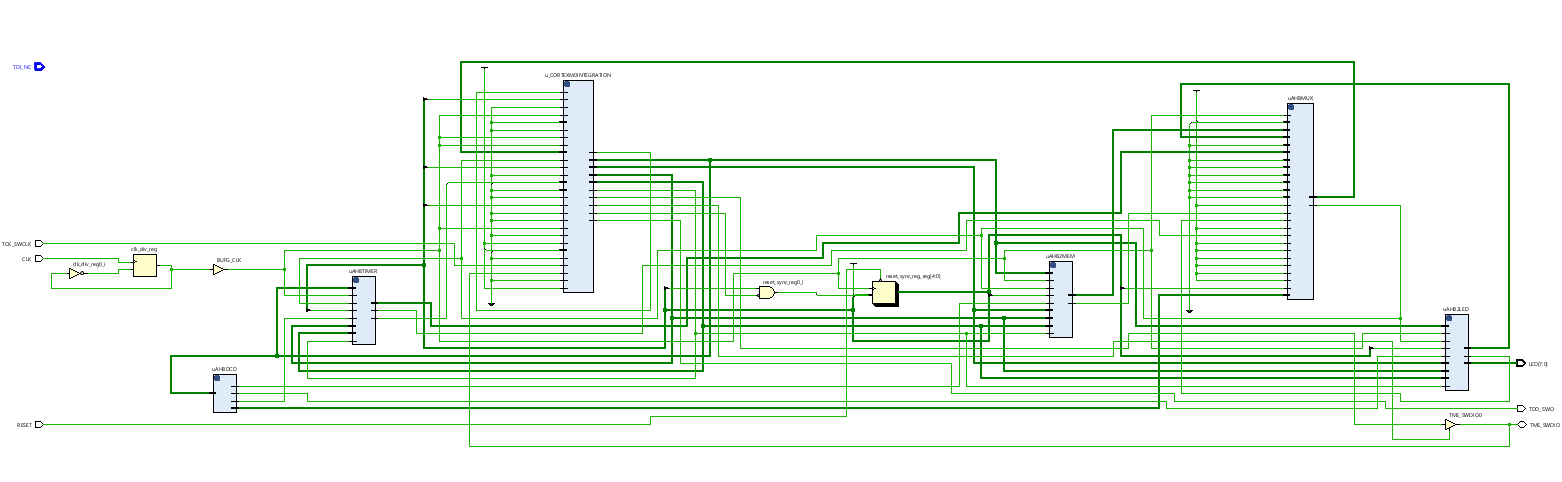 TDI_NC
u_CORTEXM0INTEGRATION
uAHBMUX
TCK_SWCLK
clk_div_reg
CLK
clk_div_reg0_i
BUFG_CLK
uAHBTIMER
uAHB2MEM
reset_sync_reg_reg[4:0]
reset_sync_reg0_i
uAHB2LED
LED[7:0]
uAHBDCD
TDO_SWO
TMS_SWDIO0
RESET
TMS_SWDIO